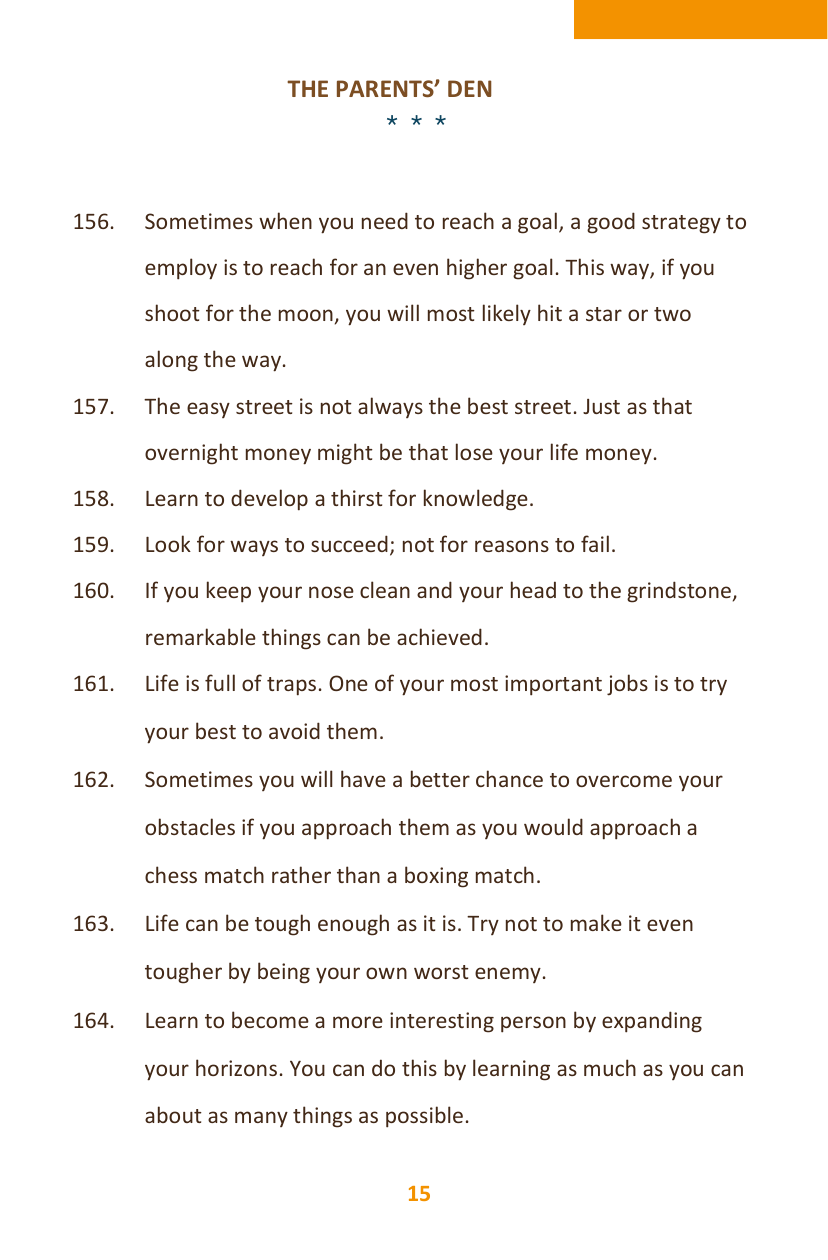 THE PARENTS’ DEN
* * *
156. Sometimes when you need to reach a goal, a good strategy to
employ is to reach for an even higher goal. This way, if you
shoot for the moon, you will most likely hit a star or two
along the way.
157. The easy street is not always the best street. Just as that
overnight money might be that lose your life money.
158. Learn to develop a thirst for knowledge.
159. Look for ways to succeed; not for reasons to fail.
160. If you keep your nose clean and your head to the grindstone,
remarkable things can be achieved.
161. Life is full of traps. One of your most important jobs is to try
your best to avoid them.
162. Sometimes you will have a better chance to overcome your
obstacles if you approach them as you would approach a
chess match rather than a boxing match.
163. Life can be tough enough as it is. Try not to make it even
tougher by being your own worst enemy.
164. Learn to become a more interesting person by expanding
your horizons. You can do this by learning as much as you can
about as many things as possible.
15